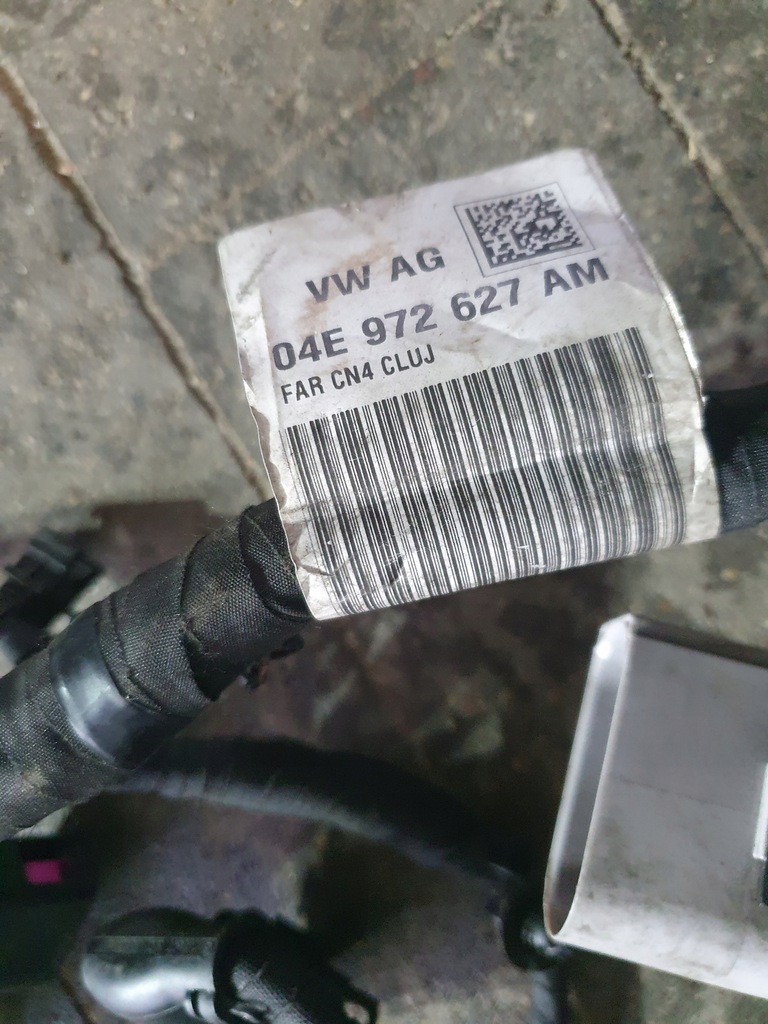 VW AG
04E 972 627 AM
FAR CN4 CLUJ